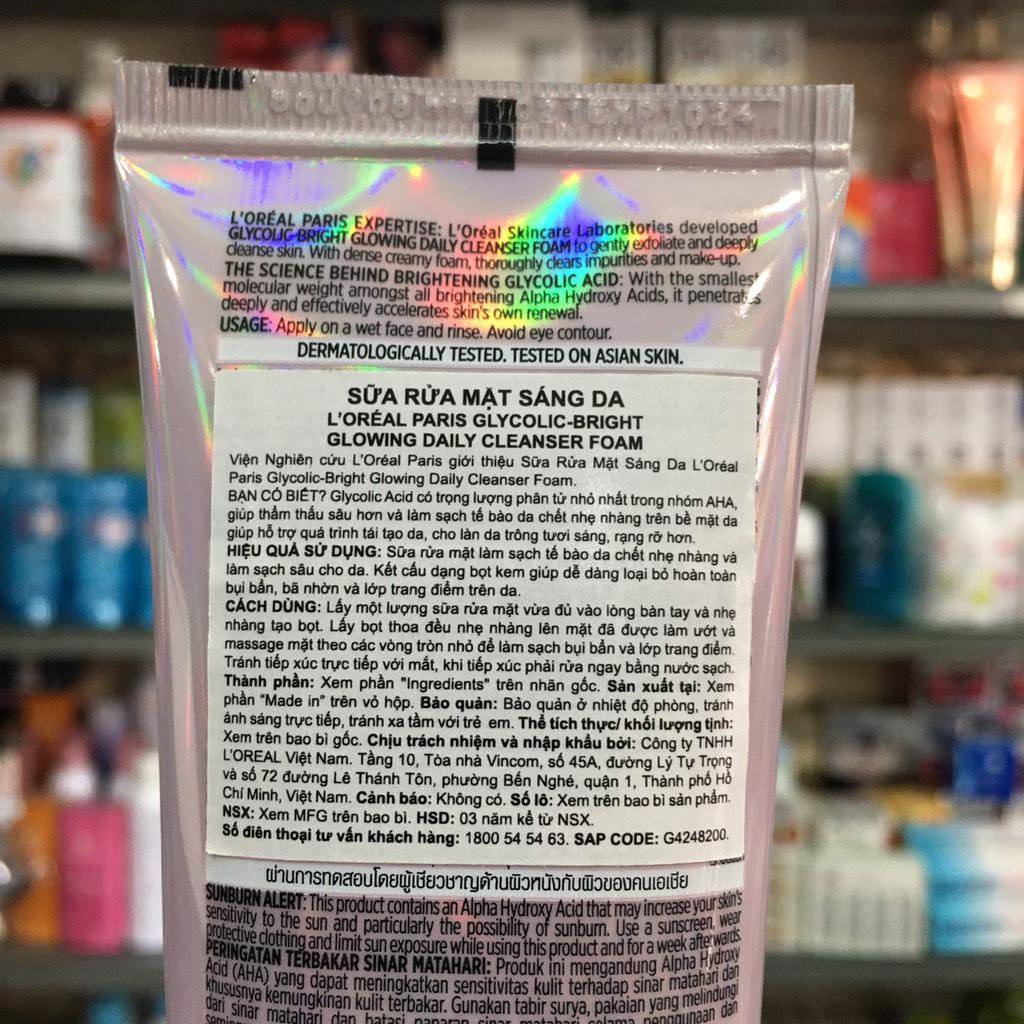 L'ORÉAL PARIS EXPERTISE: L'Oréal Skincare Laboratories developed
GLYCOLIC-BRIGHT GLOWING DAILY CLEANSER FOAM to gently exfoliate and deeply
cleanse skin. With dense creamy foam, thoroughly clears impurities and make-up.
THE SCIENCE BEHIND BRIGHTENING GLYCOLIC ACID: With the smallest
molecular weight amongst all brightening Alpha Hydroxy Acids, it penetrates
deeply and effectively accelerates skin's own renewal.
USAGE: Apply on a wet face and rinse. Avoid eye contour.
DERMATOLOGICALLY TESTED. TESTED ON ASIAN SKIN.
SỮA RỬA MẶT SÁNG DA
L'ORÉAL PARIS GLYCOLIC-BRIGHT
GLOWING DAILY CLEANSER FOAM
Viện Nghiên cứu L'Oréal Paris giới thiệu Sữa Rửa Mặt Sáng Da L'Oréal
Paris Glycolic-Bright Glowing Daily Cleanser Foam.
BẠN CÓ BIẾT? Glycolic Acid có trọng lượng phân tử nhỏ nhất trong nhóm AHA,
giúp thẩm thấu sâu hơn và làm sạch tế bào da chết nhẹ nhàng trên bề mặt da
giúp hỗ trợ quá trình tái tạo da, cho làn da trông tươi sáng, rạng rỡ hơn.
HIỆU QUẢ SỬ DỤNG: Sữa rửa mặt làm sạch tế bào da chết nhẹ nhàng và
làm sạch sâu cho da. Kết cấu dạng bọt kem giúp dễ dàng loại bỏ hoàn toàn
bụi bẩn, bã nhờn và lớp trang điểm trên da.
CÁCH DÙNG: Lấy một lượng sữa rửa mặt vừa đủ vào lòng bàn tay và nhẹ
nhàng tạo bọt. Lấy bọt thoa đều nhẹ nhàng lên mặt đã được làm ướt và
massage mặt theo các vòng tròn nhỏ để làm sạch bụi bẩn và lớp trang điểm.
Tránh tiếp xúc trực tiếp với mắt, khi tiếp xúc phải rửa ngay bằng nước sạch.
Thành phần: Xem phần "Ingredients" trên nhãn gốc. Sản xuất tại: Xem
phần "Made in" trên vỏ hộp. Bảo quản: Bảo quản ở nhiệt độ phòng, tránh
ánh sáng trực tiếp, tránh xa tầm với trẻ em. Thể tích thực/ khối lượng tịnh:
Xem trên bao bì gốc. Chịu trách nhiệm và nhập khẩu bởi: Công ty TNHH
L'OREAL Việt Nam. Tầng 10, Tòa nhà Vincom, số 45A, đường Lý Tự Trọng
và số 72 đường Lê Thánh Tôn, phường Bến Nghé, quận 1, Thành phố Hồ
Chí Minh, Việt Nam. Cảnh báo: Không có. Số lô: Xem trên bao bì sản phẩm.
NSX: Xem MFG trên bao bì. HSD: 03 năm kể từ NSX.
Số điện thoại tư vấn khách hàng: 1800 54 54 63. SAP CODE: G4248200.
ผ่านการทดสอบโดยผู้เชี่ยวชาญด้านผิวหนังกับผิวของคนเอเชีย
SUNBURN ALERT: This product contains an Alpha Hydroxy Acid that may increase your skin's
sensitivity to the sun and particularly the possibility of sunburn. Use a sunscreen, wear
protective clothing and limit sun exposure while using this product and for a week afterwards.
PERINGATAN TERBAKAR SINAR MATAHARI: Produk ini mengandung Alpha Hydroxy
Acid (AHA) yang dapat meningkatkan sensitivitas kulit terhadap sinar matahari dan
khususnya kemungkinan kulit terbakar. Gunakan tabir surya, pakaian yang melindungi
dari sinar matahari dan batasi paparan sinar matahari selama penggunaan dan